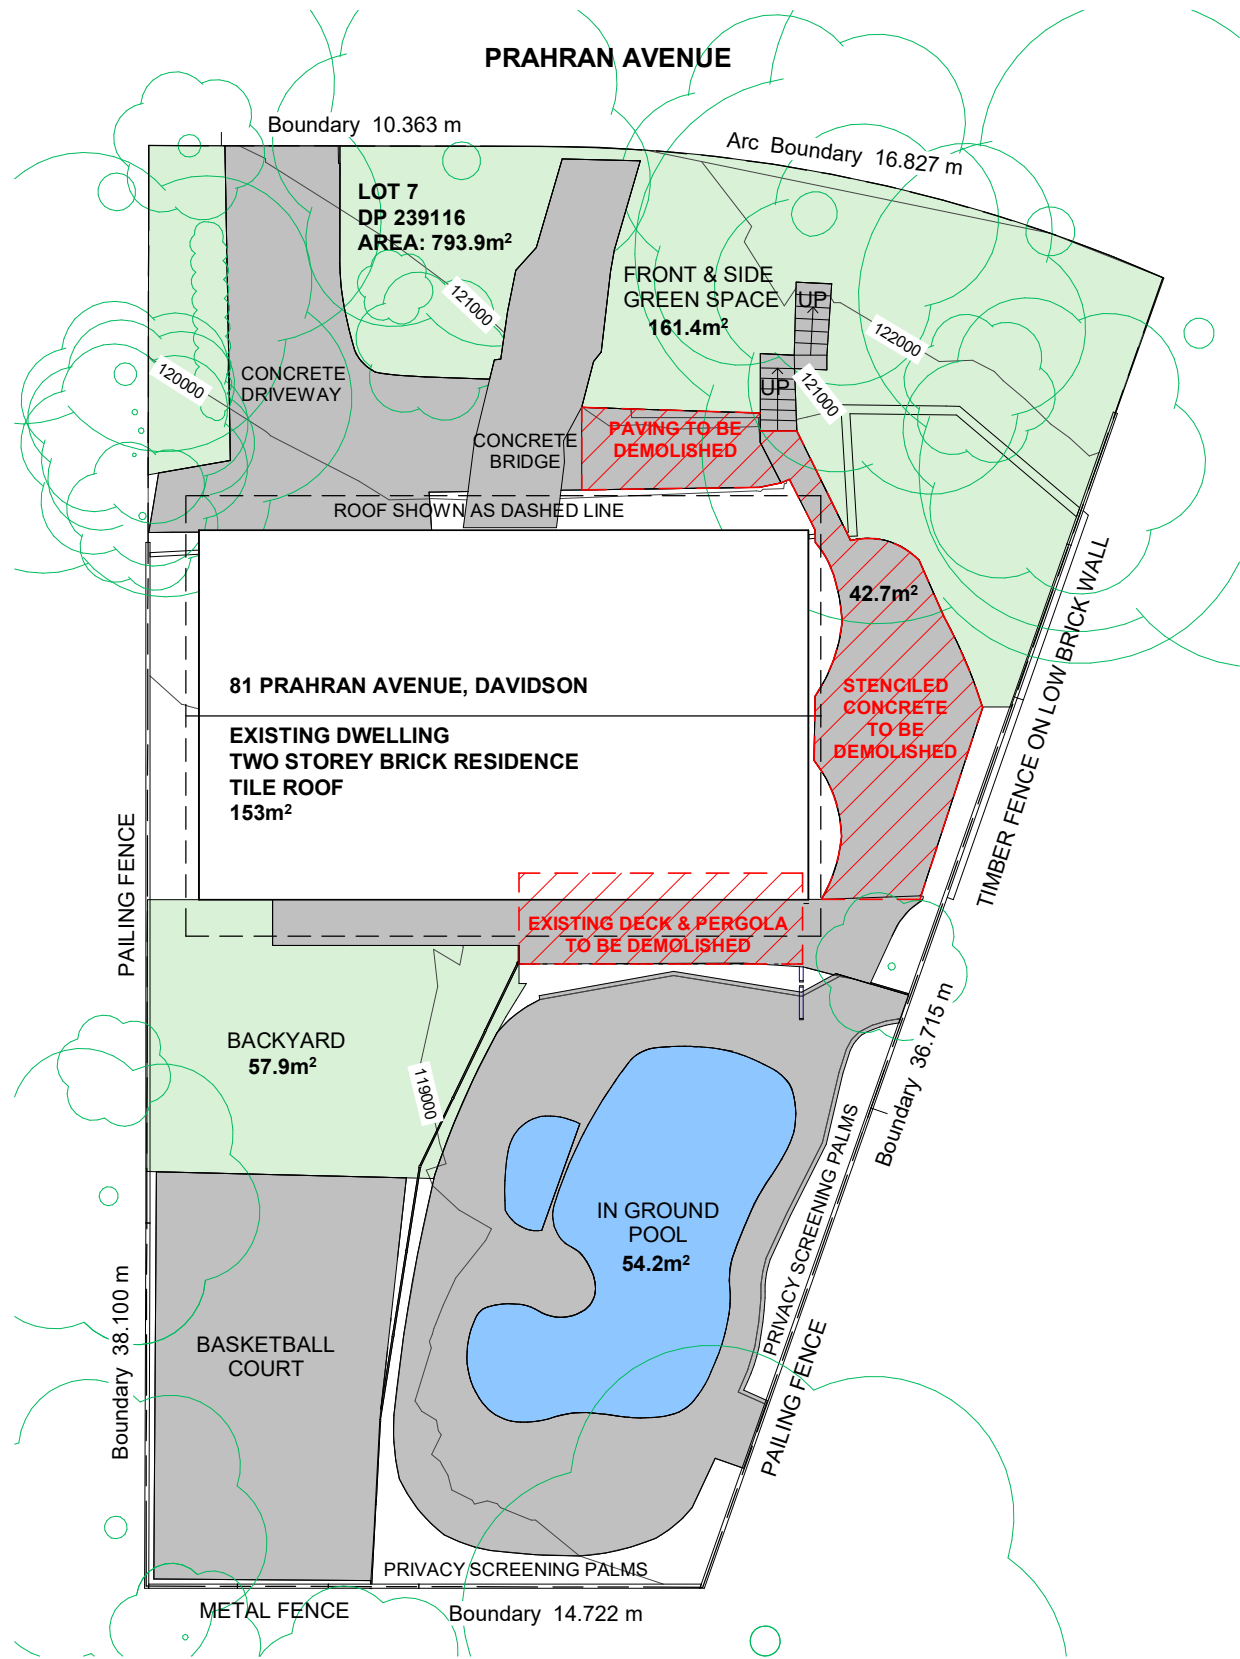 PRAHRAN AVENUE
Boundary 10.363 m
Arc Boundary 16.827 m
LOT 7
DP 239116
AREA: 793.9m²
FRONT & SIDE
GREEN SPACE
161.4m²
UP
121000
122000
120000
CONCRETE
DRIVEWAY
UP
121000
CONCRETE
BRIDGE
PAVING TO BE
DEMOLISHED
ROOF SHOWN AS DASHED LINE
42.7m²
81 PRAHRAN AVENUE, DAVIDSON
STENCILED
CONCRETE
TO BE
DEMOLISHED
EXISTING DWELLING
TWO STOREY BRICK RESIDENCE
TILE ROOF
153m²
TIMBER FENCE ON LOW BRICK WALL
PAILING FENCE
EXISTING DECK & PERGOLA
TO BE DEMOLISHED
BACKYARD
57.9m²
119000
Boundary 36.715 m
PRIVACY SCREENING PALMS
IN GROUND
POOL
54.2m²
Boundary 38.100 m
BASKETBALL
COURT
PAILING FENCE
PRIVACY SCREENING PALMS
METAL FENCE
Boundary 14.722 m